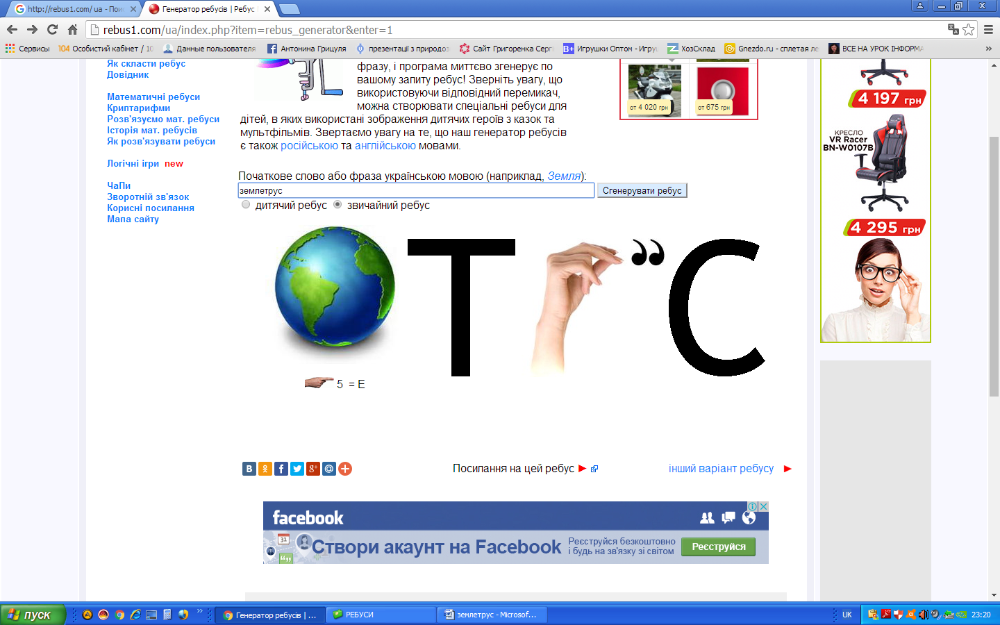 http://rebus1.com/ ua - Пои
Генератор ребусів | Ребус
rebus1.com/ua/index.php?item=rebus_generator&enter=1
Сервисы
104 Особистий кабінет / 10
Данные пользователя
Антонина Грицуля
презентації з природоз
Сайт Григоренка Сергі
B+ Игрушки Оптом - Игру
ХозСклад
Gnezdo.ru - сплетая ле
ВСЕ НА УРОК ІНФОРМА
Як скласти ребус
Довідник
Математичні ребуси
Криптарифми
Розв'язуємо мат. ребуси
Історія мат. ребусів
Як розв'язувати ребуси
Логічні ігри new
ЧаПи
Зворотній зв'язок
Корисні посилання
Мапа сайту
фразу, і програма миттєво згенерує по
вашому запиту ребус! Зверніть увагу, що
використовуючи відповідний перемикач,
можна створювати спеціальні ребуси для
дітей, в яких використані зображення дитячих героїв з казок та
мультфільмів. Звертаємо увагу на те, що наш генератор ребусів
є також російською та англійською мовами.
от 4 020 грн
от 675 грн
4 197 грн
КРЕСЛО
VR Racer
BN-W0107B
4 295 грн
Початкове слово або фраза українською мовою (наприклад, Земля):
землетрус
Сгенерувати ребус
дитячий ребус звичайний ребус
Т ,, С
5 = Е
Посилання на цей ребус
інший варіант ребусу
facebook
31
Створи акаунт на Facebook
Реєструйся безкоштовно
і будь на зв'язку зі світом
Реєструйся
пуск
Генератор ребусів | ...
РЕБУСИ
землетрус - Microsof...
UK
23:20